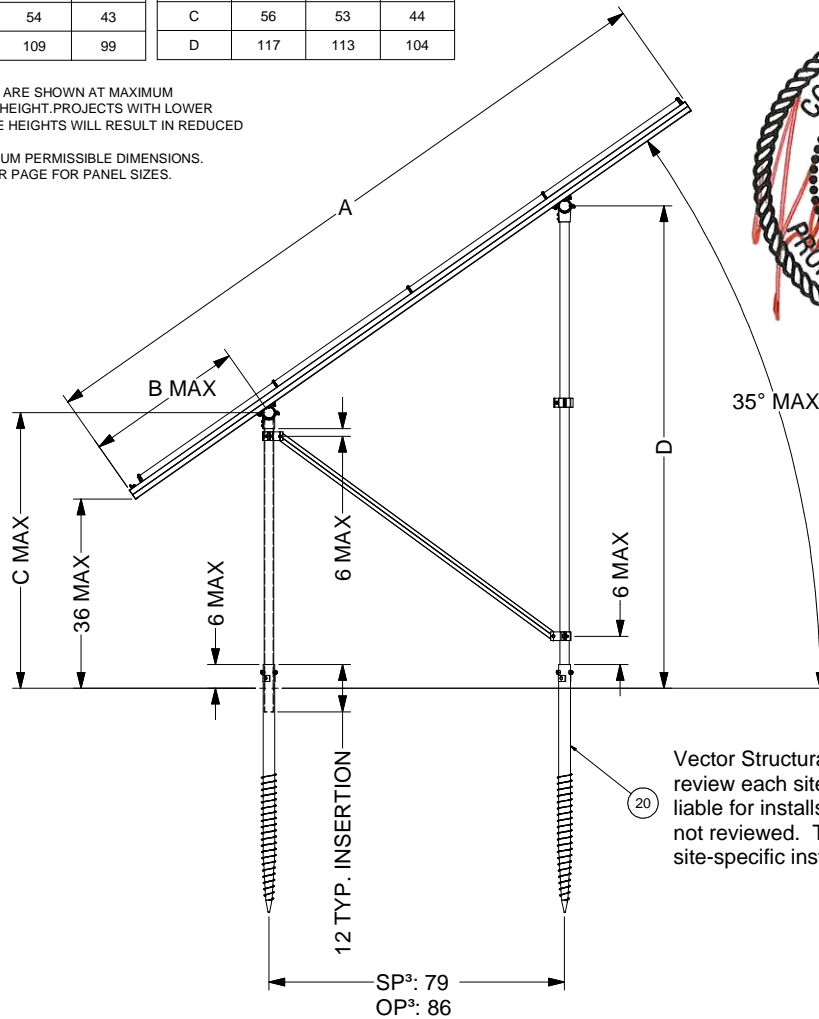 54 43
109 99
C 56 53 44
D 117 113 104
ARE SHOWN AT MAXIMUM
HEIGHT.PROJECTS WITH LOWER
E HEIGHTS WILL RESULT IN REDUCED
UM PERMISSIBLE DIMENSIONS.
R PAGE FOR PANEL SIZES.
A
B MAX
35° MAX
D
C MAX
36 MAX
6 MAX
6 MAX
6 MAX
12 TYP. INSERTION
20
Vector Structura
review each site
liable for installs
not reviewed. T
site-specific inst
SP³: 79
OP³: 86